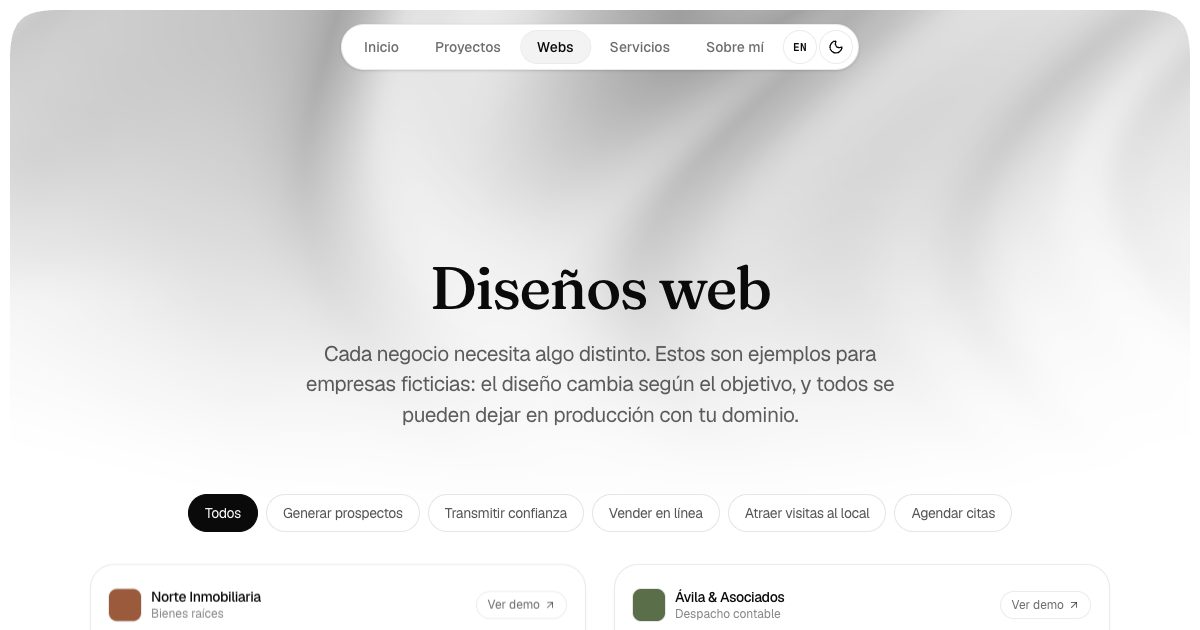 Inicio Proyectos Webs Servicios Sobre mí EN
Diseños web
Cada negocio necesita algo distinto. Estos son ejemplos para
empresas ficticias: el diseño cambia según el objetivo, y todos se
pueden dejar en producción con tu dominio.
Todos Generar prospectos Transmitir confianza Vender en línea Atraer visitas al local Agendar citas
Norte Inmobiliaria
Bienes raíces
Ver demo
Ávila & Asociados
Despacho contable
Ver demo